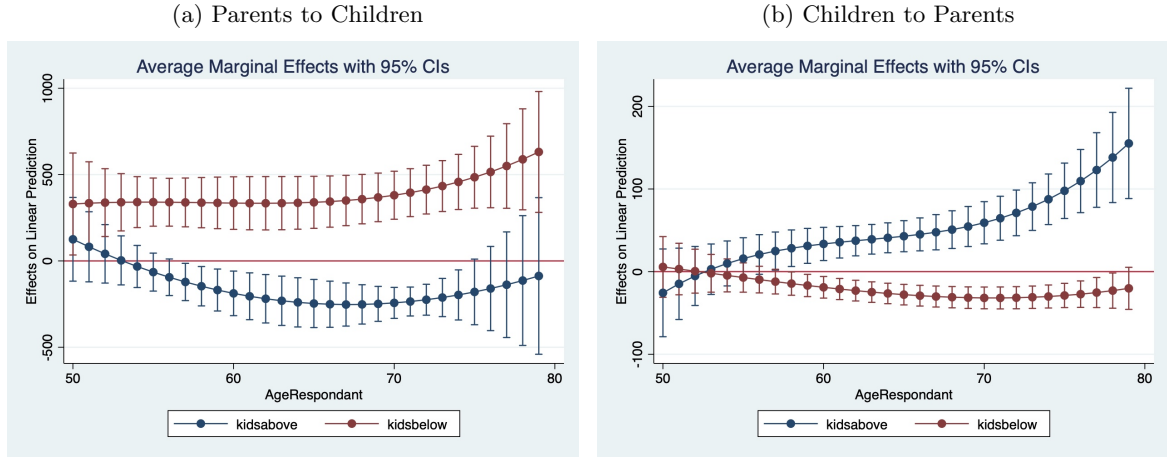 (a) Parents to Children
Average Marginal Effects with 95% CIs
Effects on Linear Prediction
1000
500
0
-500
50
60
70
80
AgeRespondant
kidsabove
kidsbelow
(b) Children to Parents
Average Marginal Effects with 95% CIs
Effects on Linear Prediction
200
100
0
-100
50
60
70
80
AgeRespondant
kidsabove
kidsbelow